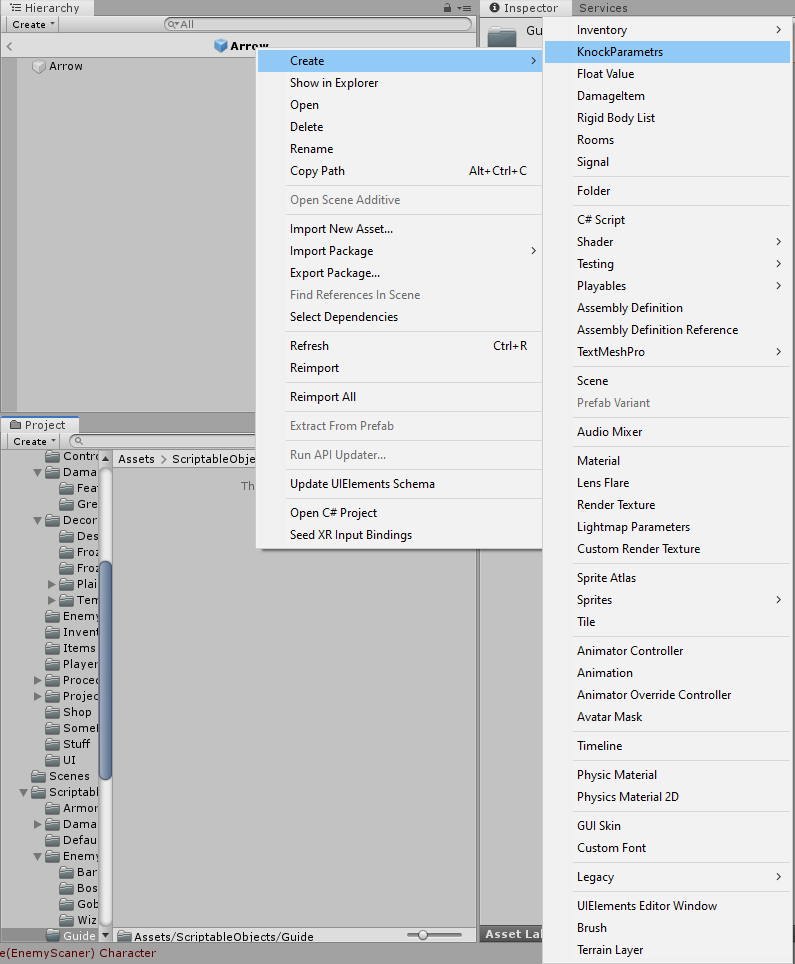 Hierarchy
Create
All
Arrow
Arrow
Create
Show in Explorer
Open
Delete
Rename
Copy Path Alt+Ctrl+C
Open Scene Additive
Import New Asset...
Import Package
Export Package...
Find References In Scene
Select Dependencies
Refresh Ctrl+R
Reimport
Reimport All
Extract From Prefab
Run API Updater...
Update UIElements Schema
Open C# Project
Seed XR Input Bindings
Inspector Services
Gu
Inventory
KnockParametrs
Float Value
DamageItem
Rigid Body List
Rooms
Signal
Folder
C# Script
Shader
Testing
Playables
Assembly Definition
Assembly Definition Reference
TextMeshPro
Scene
Prefab Variant
Audio Mixer
Material
Lens Flare
Render Texture
Lightmap Parameters
Custom Render Texture
Sprite Atlas
Sprites
Tile
Animator Controller
Animation
Animator Override Controller
Avatar Mask
Timeline
Physic Material
Physics Material 2D
GUI Skin
Custom Font
Legacy
UIElements Editor Window
Brush
Terrain Layer
Project
Create
Contro
Dama
Feat
Gre
Decor
Des
Froz
Froz
Plai
Tem
Enemy
Invent
Items
Player
Proced
Projec
Shop
SomeI
Stuff
UI
Scenes
Scriptabl
Armor
Dama
Defau
Enemy
Bar
Bos
Gob
Wiz
Guide
Assets > ScriptableObje
Th
Assets/ScriptableObjects/Guide
Asset Lal
e(EnemyScaner) Character